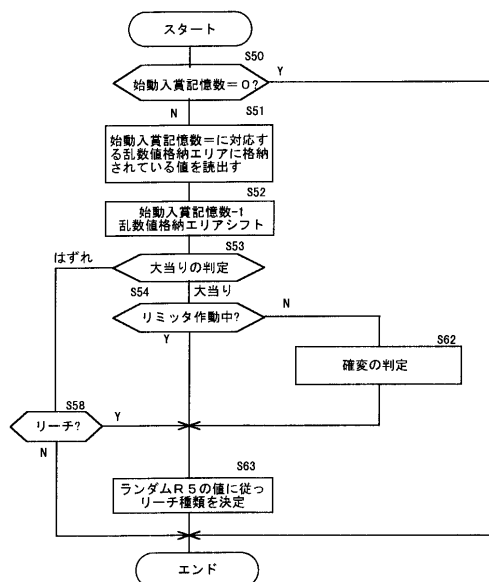 スタート
S50
始動入賞記憶数＝0?
Y
N
S51
始動入賞記憶数＝に対応す
る乱数値格納エリアに格納
されている値を読出す
S52
始動入賞記憶数-1
乱数値格納エリアシフト
S53
はずれ
大当りの判定
S54
大当り
リミッタ作動中?
N
Y
S62
確変の判定
S58
リーチ?
Y
N
S63
ランダムＲ５の値に従っ
リーチ種類を決定
エンド